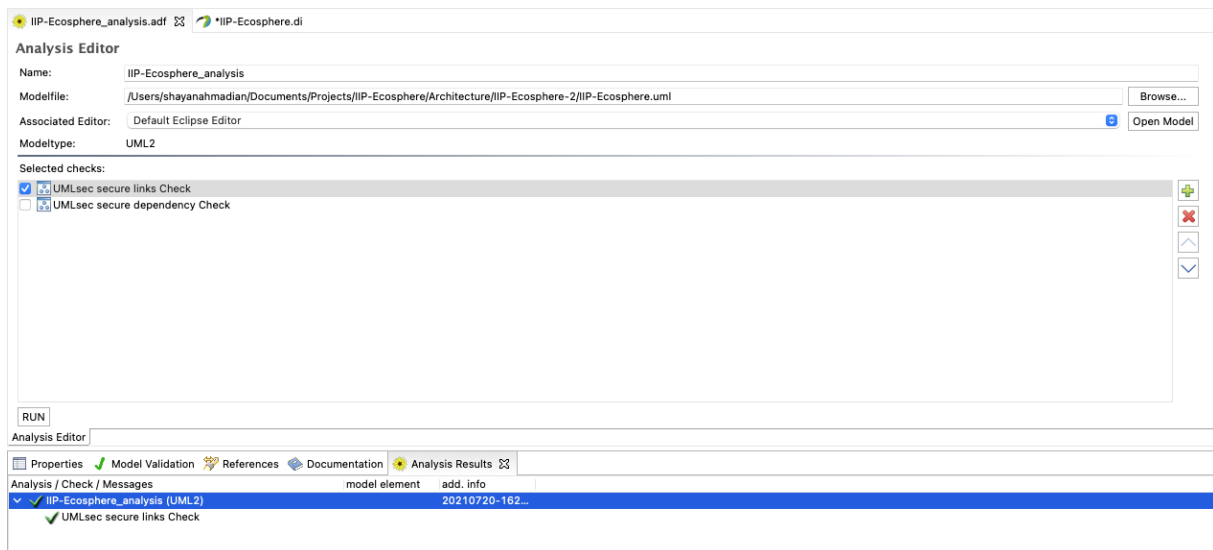 IIP-Ecosphere_analysis.adf *IIP-Ecosphere.di
Analysis Editor
Name: IIP-Ecosphere_analysis
Modelfile: /Users/shayanahmadian/Documents/Projects/IIP-Ecosphere/Architecture/IIP-Ecosphere-2/IIP-Ecosphere.uml Browse...
Associated Editor: Default Eclipse Editor Open Model
Modeltype: UML2
Selected checks:
UMLsec secure links Check
UMLsec secure dependency Check
RUN
Analysis Editor
Properties Model Validation References Documentation Analysis Results
Analysis / Check / Messages model element add. info
IIP-Ecosphere_analysis (UML2) 20210720-162...
UMLsec secure links Check